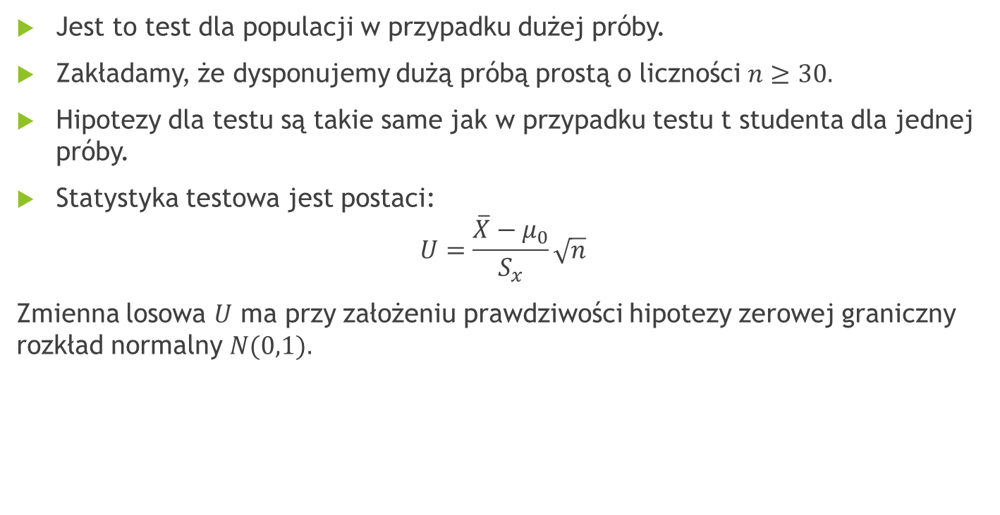 ▶ Jest to test dla populacji w przypadku dużej próby.
▶ Zakładamy, że dysponujemy dużą próbą prostą o liczności n ≥ 30.
▶ Hipotezy dla testu są takie same jak w przypadku testu t studenta dla jednej
próby.
▶ Statystyka testowa jest postaci:
U = \frac{\bar{X} − μ_0}{S_x} \sqrt{n}
Zmienna losowa U ma przy założeniu prawdziwości hipotezy zerowej graniczny
rozkład normalny N(0,1).